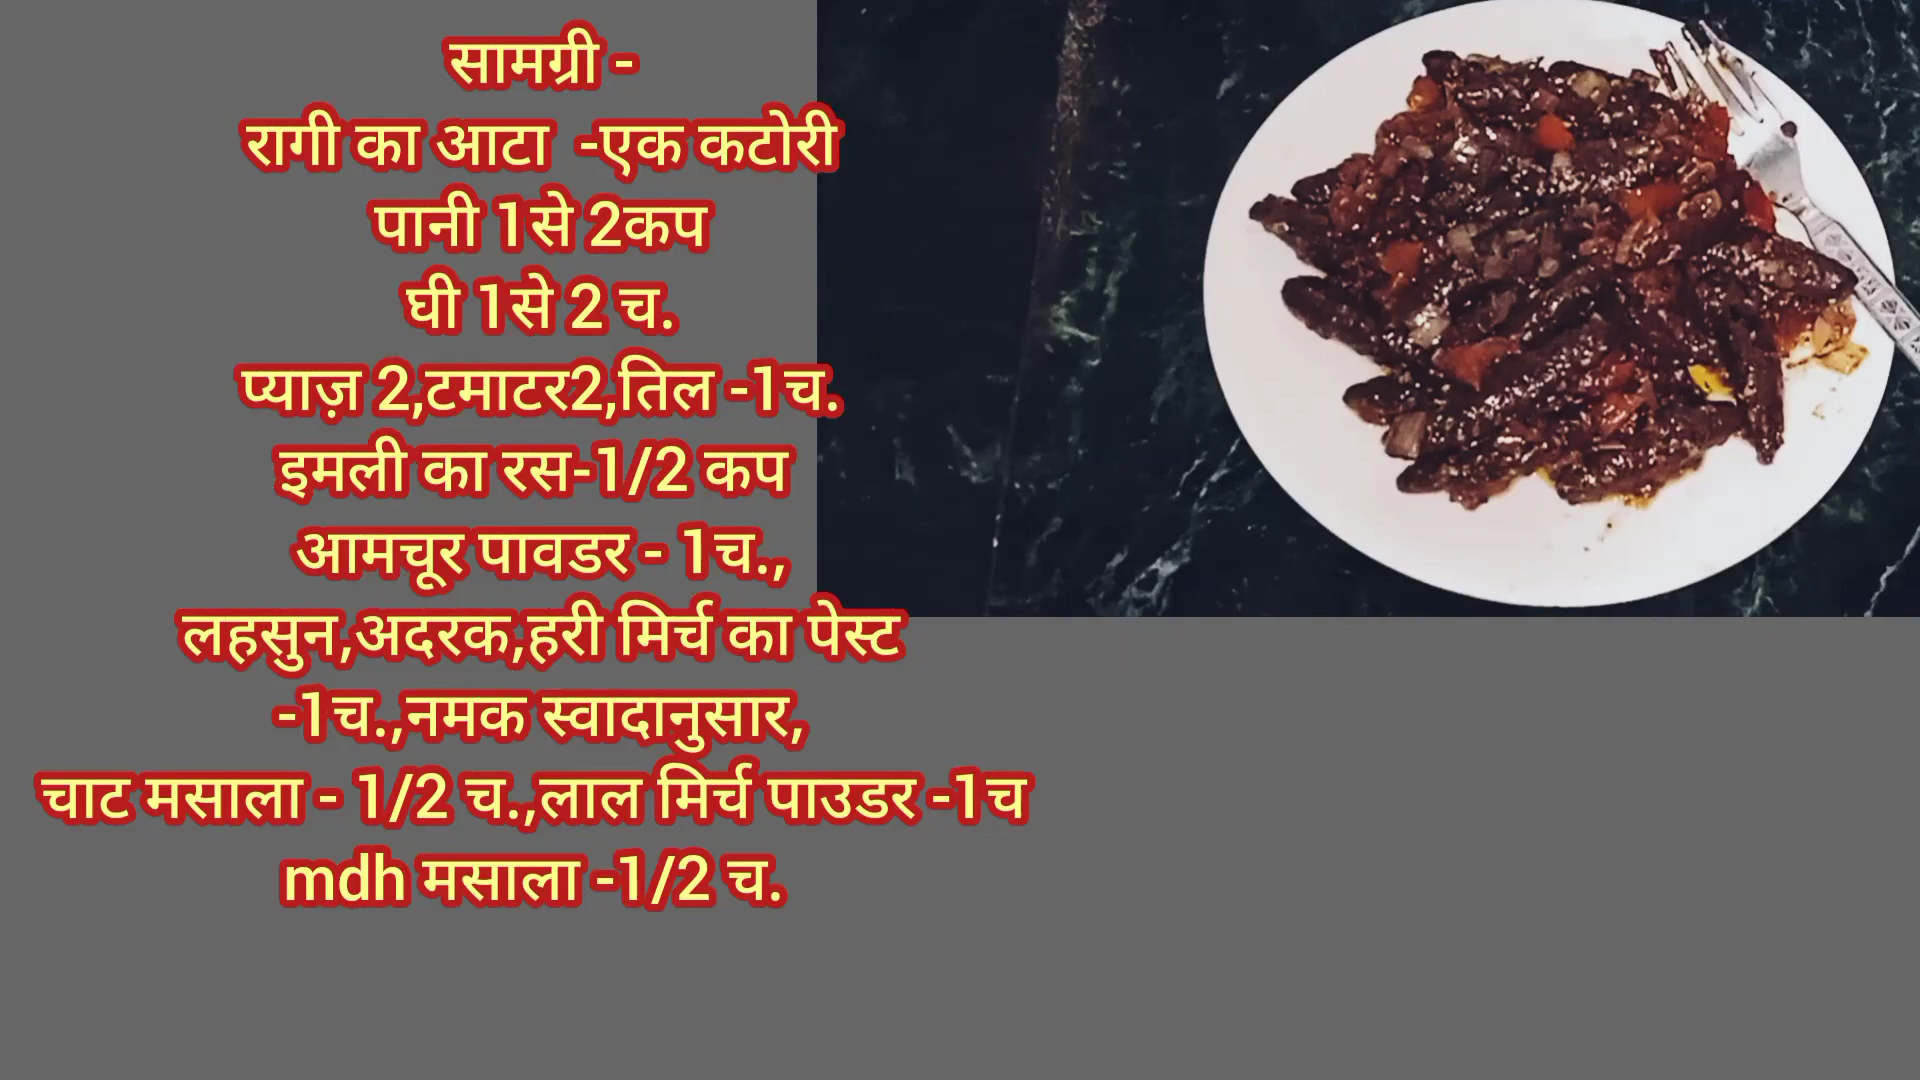 सामग्री -
रागी का आटा  -एक कटोरी
पानी 1से 2कप
घी 1से 2 च.
प्याज़ 2,टमाटर2,तिल -1च.
इमली का रस-1/2 कप
आमचूर पावडर - 1च.,
लहसुन,अदरक,हरी मिर्च का पेस्ट
-1च.,नमक स्वादानुसार,
चाट मसाला - 1/2 च.,लाल मिर्च पाउडर -1च
mdh मसाला -1/2 च.